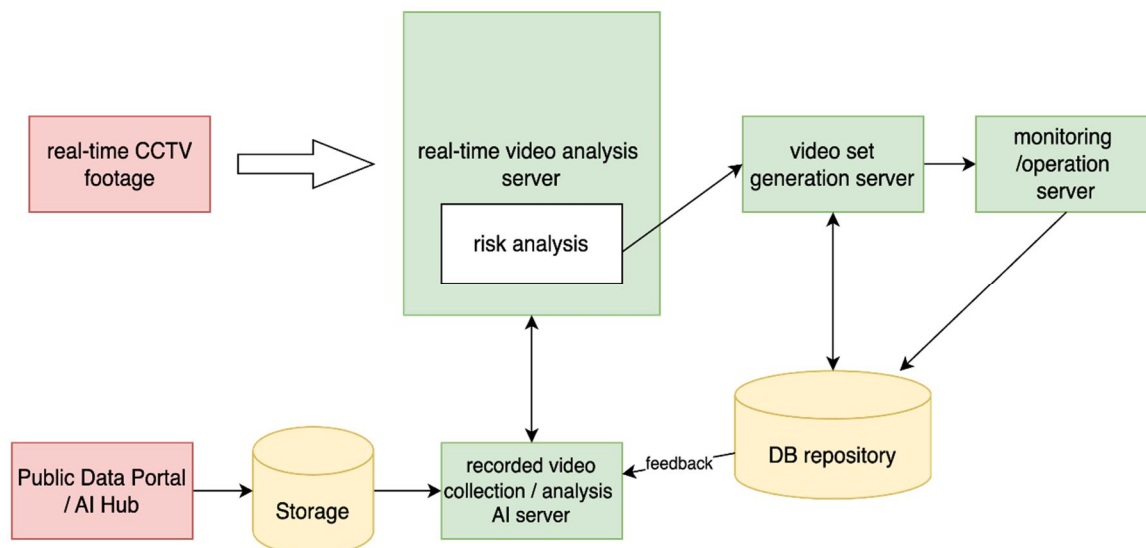 real-time CCTV
footage
real-time video analysis
server
risk analysis
video set
generation server
monitoring
/operation
server
Public Data Portal
/ AI Hub
Storage
recorded video
collection / analysis
AI server
feedback
DB repository